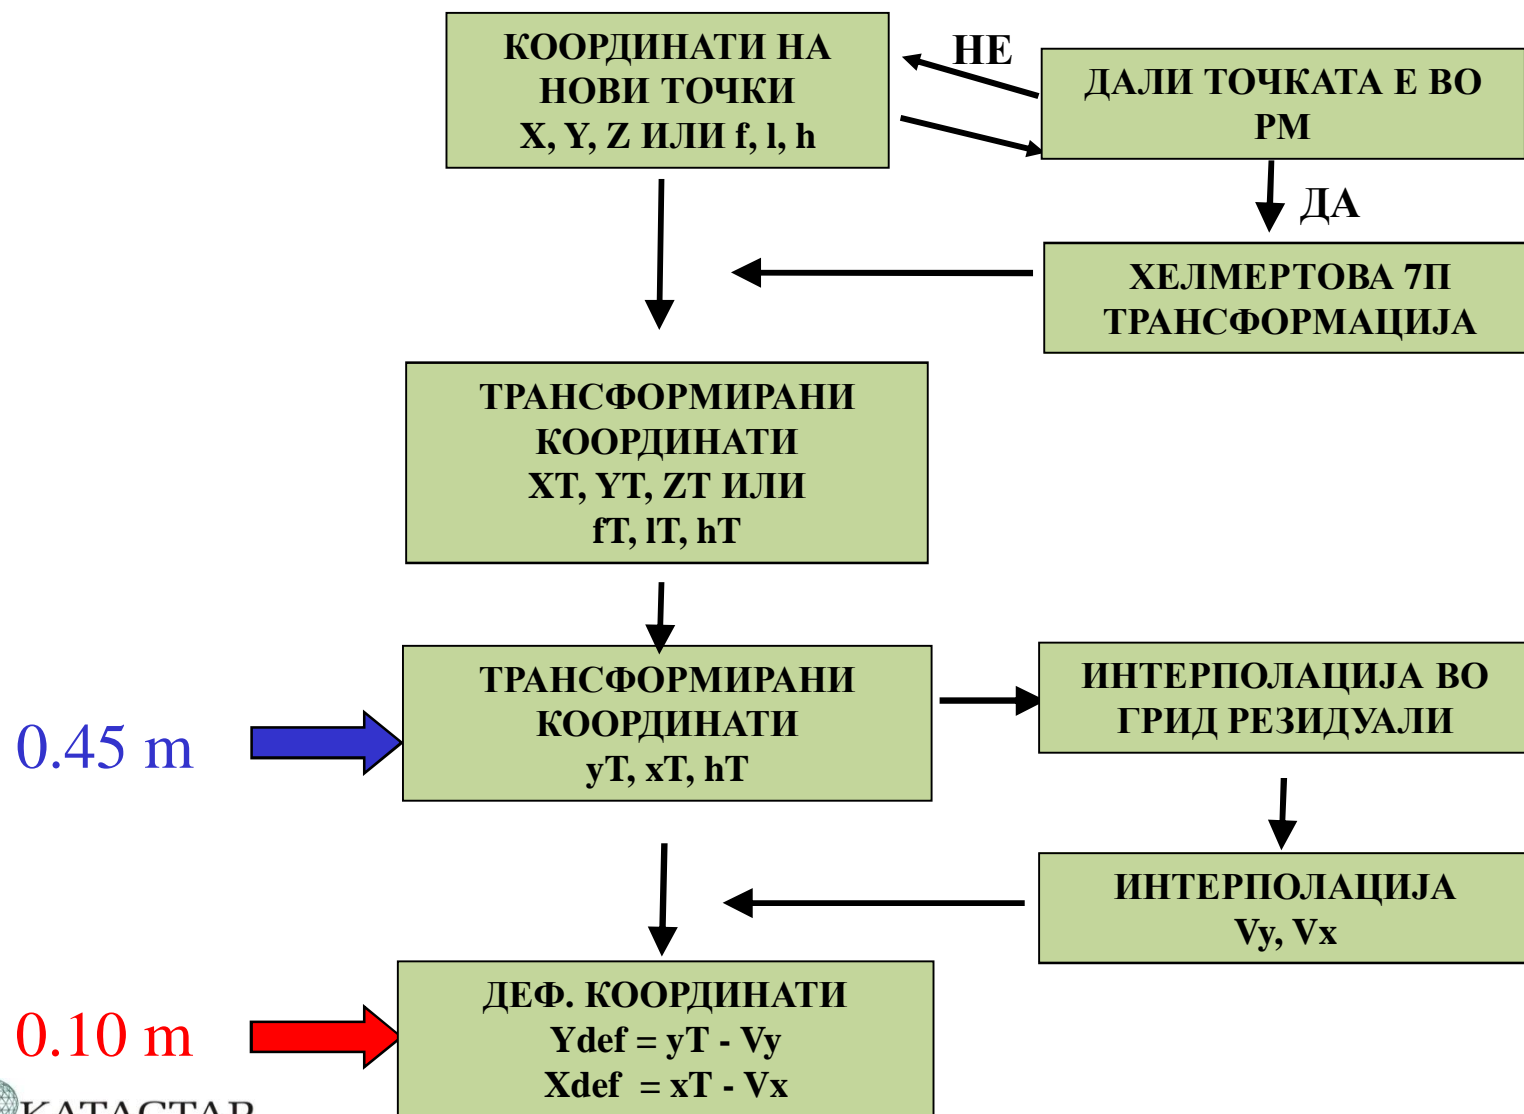 КООРДИНАТИ НА
НОВИ ТОЧКИ
X, Y, Z ИЛИ f, l, h
НЕ
ДАЛИ ТОЧКАТА Е ВО
РМ
ДА
ХЕЛМЕРТОВА 7П
ТРАНСФОРМАЦИЈА
ТРАНСФОРМИРАНИ
КООРДИНАТИ
XT, YT, ZT ИЛИ
fT, lT, hT
ТРАНСФОРМИРАНИ
КООРДИНАТИ
yT, xT, hT
ИНТЕРПОЛАЦИЈА ВО
ГРИД РЕЗИДУАЛИ
0.45 m
ИНТЕРПОЛАЦИЈА
Vy, Vx
ДЕФ. КООРДИНАТИ
Ydef = yT - Vy
Xdef = xT - Vx
0.10 m
КАТАСТАР